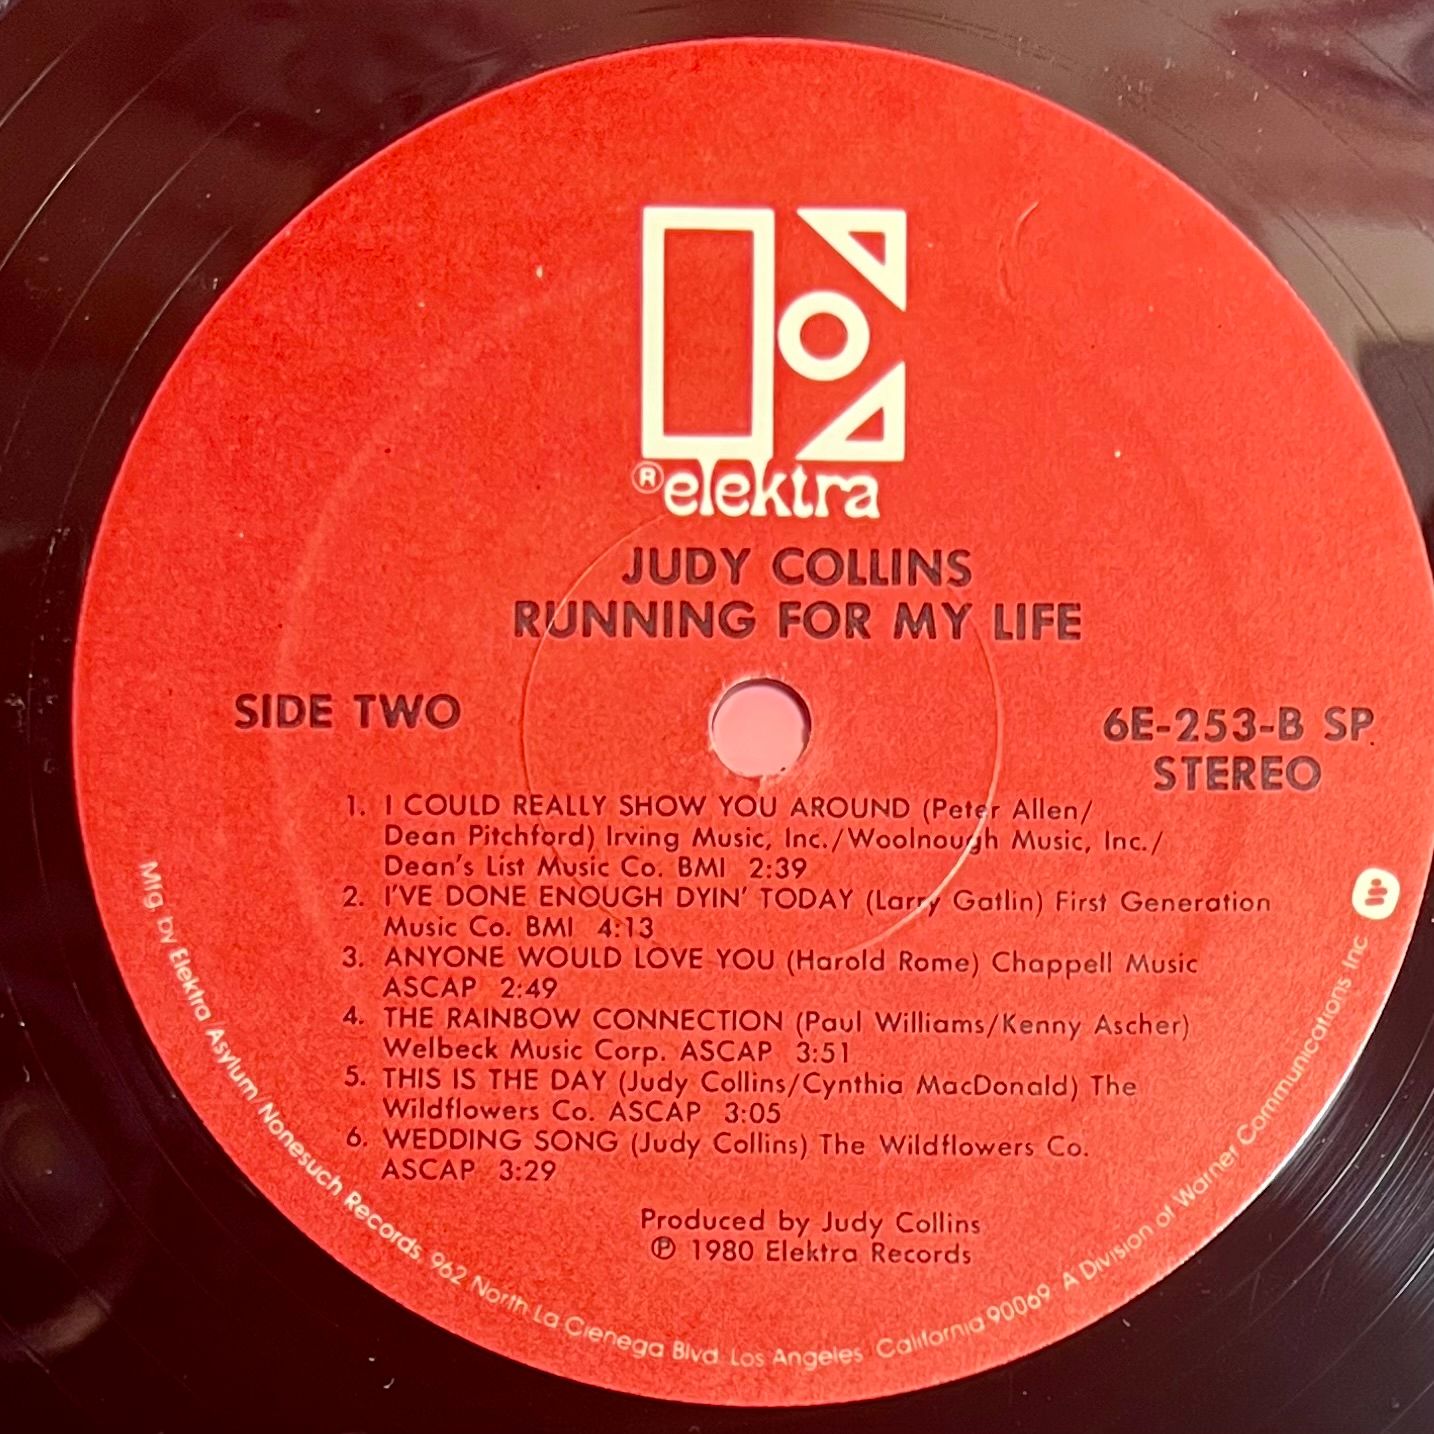 ® elektra
JUDY COLLINS
RUNNING FOR MY LIFE
SIDE TWO
6E-253-B SP
STEREO
1. I COULD REALLY SHOW YOU AROUND (Peter Allen/
Dean Pitchford) Irving Music, Inc./Woolnough Music, Inc./
Dean's List Music Co. BMI 2:39
2. I'VE DONE ENOUGH DYIN' TODAY (Larry Gatlin) First Generation
Music Co. BMI 4:13
3. ANYONE WOULD LOVE YOU (Harold Rome) Chappell Music
ASCAP 2:49
4. THE RAINBOW CONNECTION (Paul Williams/Kenny Ascher)
Welbeck Music Corp. ASCAP 3:51
5. THIS IS THE DAY (Judy Collins/Cynthia MacDonald) The
Wildflowers Co. ASCAP 3:05
6. WEDDING SONG (Judy Collins) The Wildflowers Co.
ASCAP 3:29
Produced by Judy Collins
℗ 1980 Elektra Records
Mfg. by Elektra/Asylum/Nonesuch Records, 962 North La Cienega Blvd. Los Angeles California 90069 A Division of Warner Communications Inc